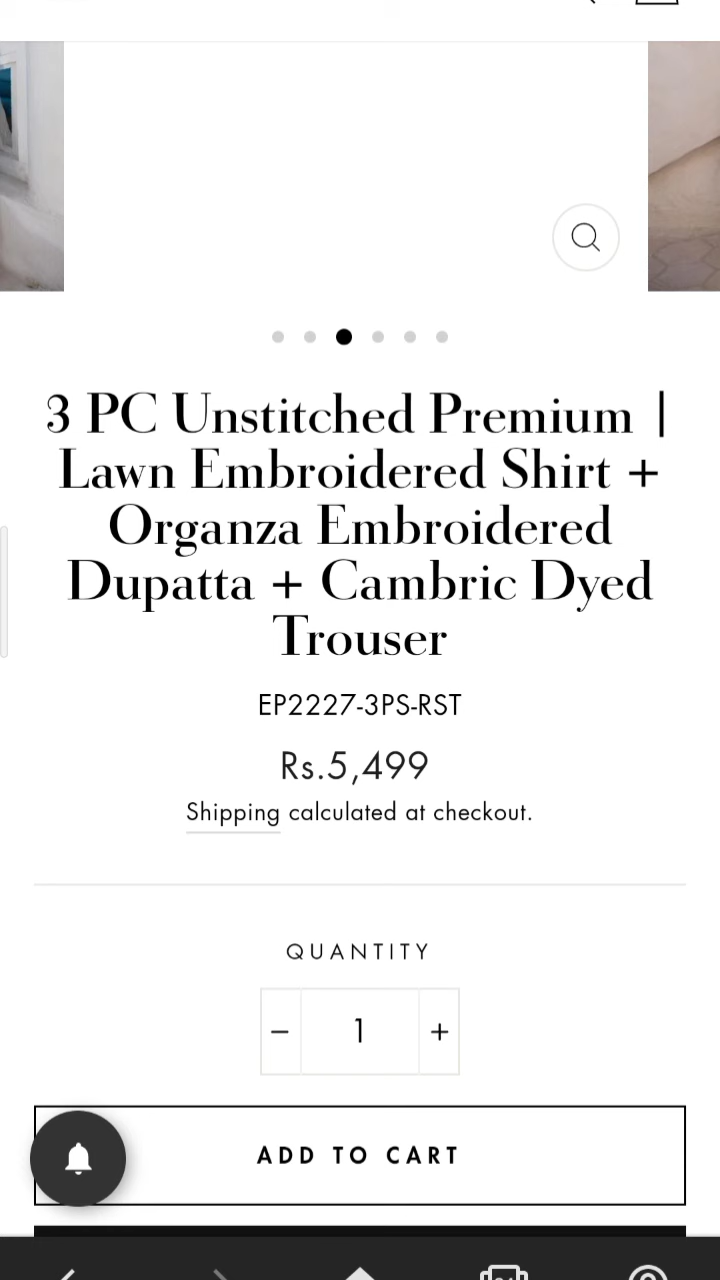 3 PC Unstitched Premium |
Lawn Embroidered Shirt +
Organza Embroidered
Dupatta + Cambric Dyed
Trouser
EP2227-3PS-RST
Rs.5,499
Shipping calculated at checkout.
QUANTITY
− 1 +
ADD TO CART